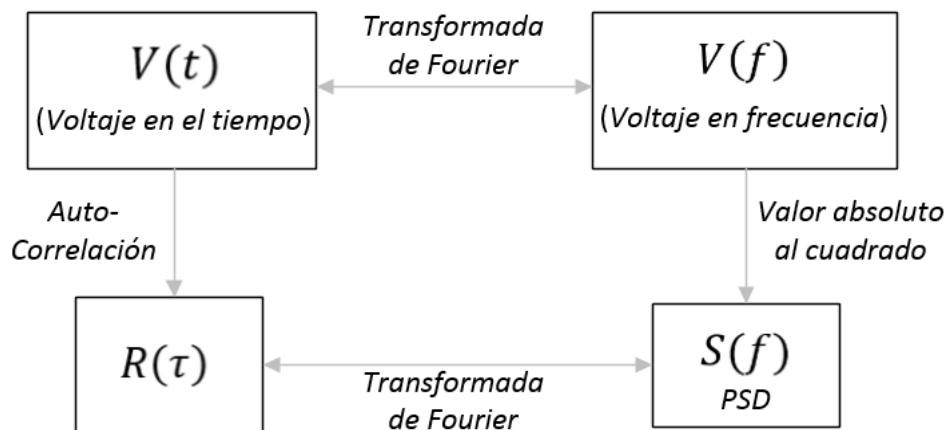 V(t)
(Voltaje en el tiempo)
Transformada
de Fourier
V(f)
(Voltaje en frecuencia)
Auto-
Correlación
Valor absoluto
al cuadrado
R(τ)
Transformada
de Fourier
S(f)
PSD